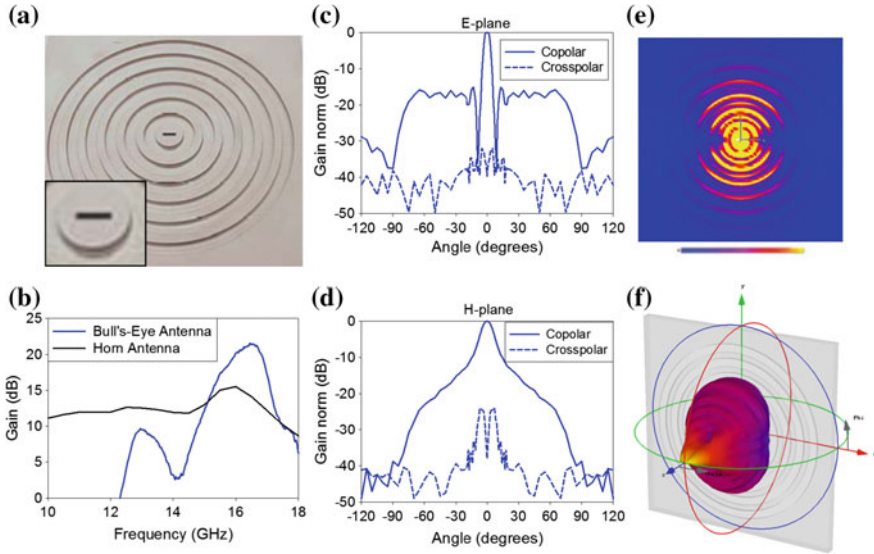 (a)
(b)
Bull's-Eye Antenna
Horn Antenna
Gain (dB)
25
20
15
10
5
0
10
12
14
16
18
Frequency (GHz)
(c)
E-plane
Copolar
Crosspolar
Gain norm (dB)
0
-10
-20
-30
-40
-50
-120 -90 -60 -30 0 30 60 90 120
Angle (degrees)
(d)
H-plane
Copolar
Crosspolar
Gain norm (dB)
0
-10
-20
-30
-40
-50
-120 -90 -60 -30 0 30 60 90 120
Angle (degrees)
(e)
(f)